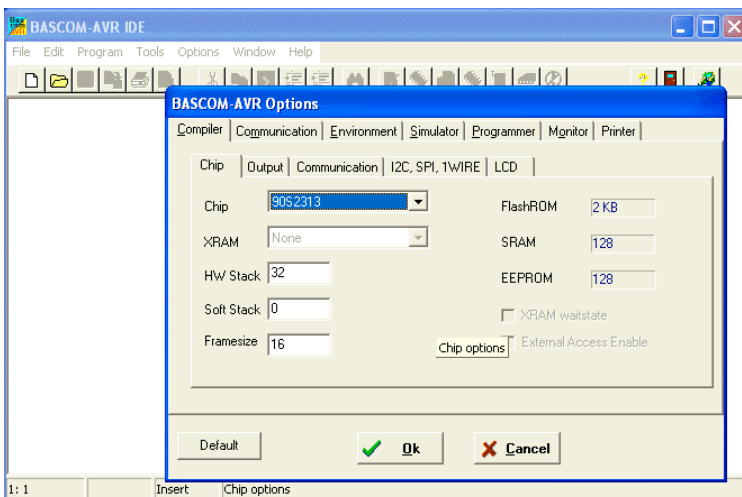 BASCOM-AVR IDE
File Edit Program Tools Options Window Help
BASCOM-AVR Options
Compiler Communication Environment Simulator Programmer Monitor Printer
Chip Output Communication I2C, SPI, 1WIRE LCD
Chip 90S2313 FlashROM 2 KB
XRAM None SRAM 128
HW Stack 32 EEPROM 128
Soft Stack 0 XRAM waitstate
Framesize 16 Chip options External Access Enable
Default Ok Cancel
1: 1 Insert Chip options